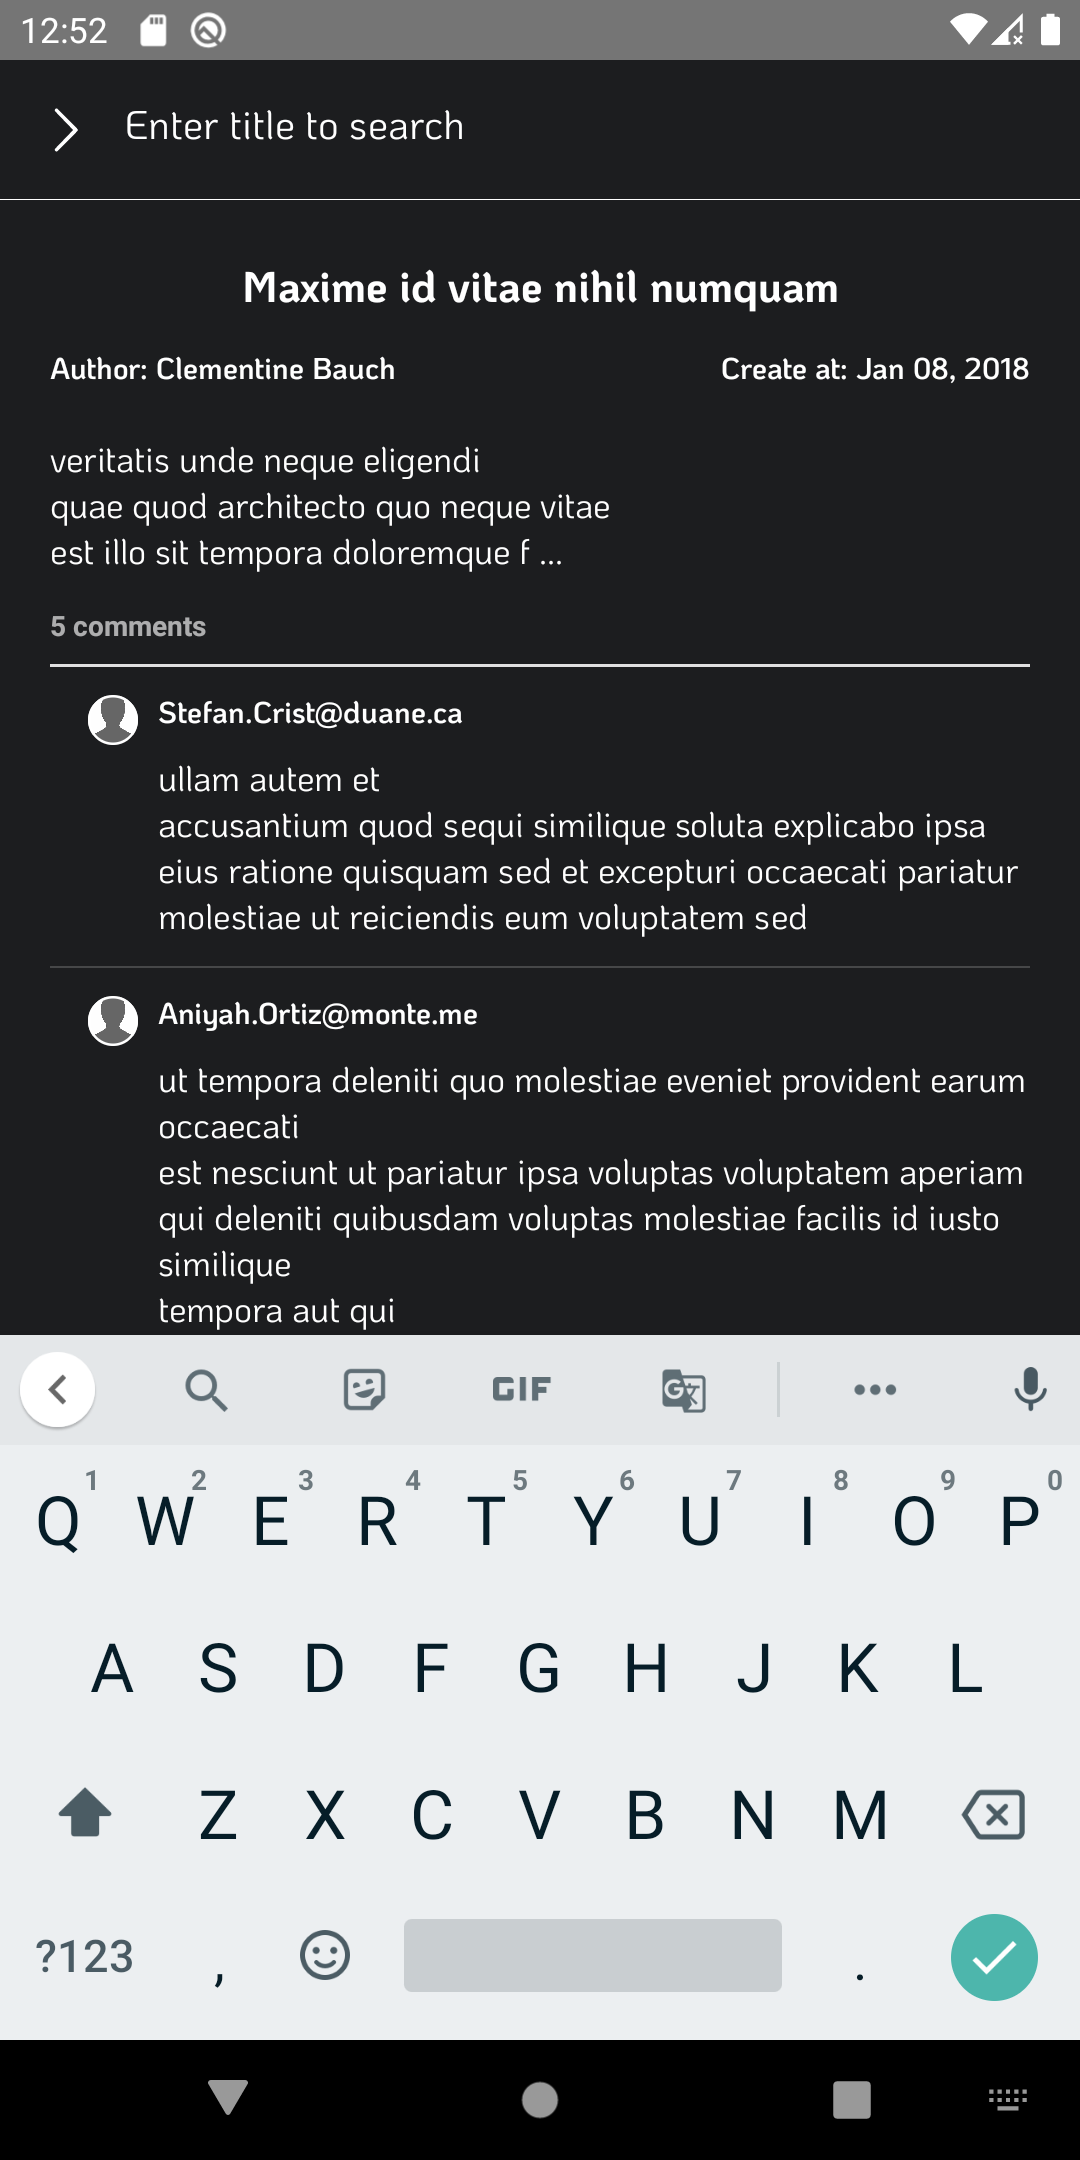 12:52
Enter title to search
Maxime id vitae nihil numquam
Author: Clementine Bauch
Create at: Jan 08, 2018
veritatis unde neque eligendi
quae quod architecto quo neque vitae
est illo sit tempora doloremque f ...
5 comments
Stefan.Crist@duane.ca
ullam autem et
accusantium quod sequi similique soluta explicabo ipsa
eius ratione quisquam sed et excepturi occaecati pariatur
molestiae ut reiciendis eum voluptatem sed
Aniyah.Ortiz@monte.me
ut tempora deleniti quo molestiae eveniet provident earum
occaecati
est nesciunt ut pariatur ipsa voluptas voluptatem aperiam
qui deleniti quibusdam voluptas molestiae facilis id iusto
similique
tempora aut qui
GIF
1 2 3 4 5 6 7 8 9 0
Q W E R T Y U I O P
A S D F G H J K L
Z X C V B N M
?123 , .